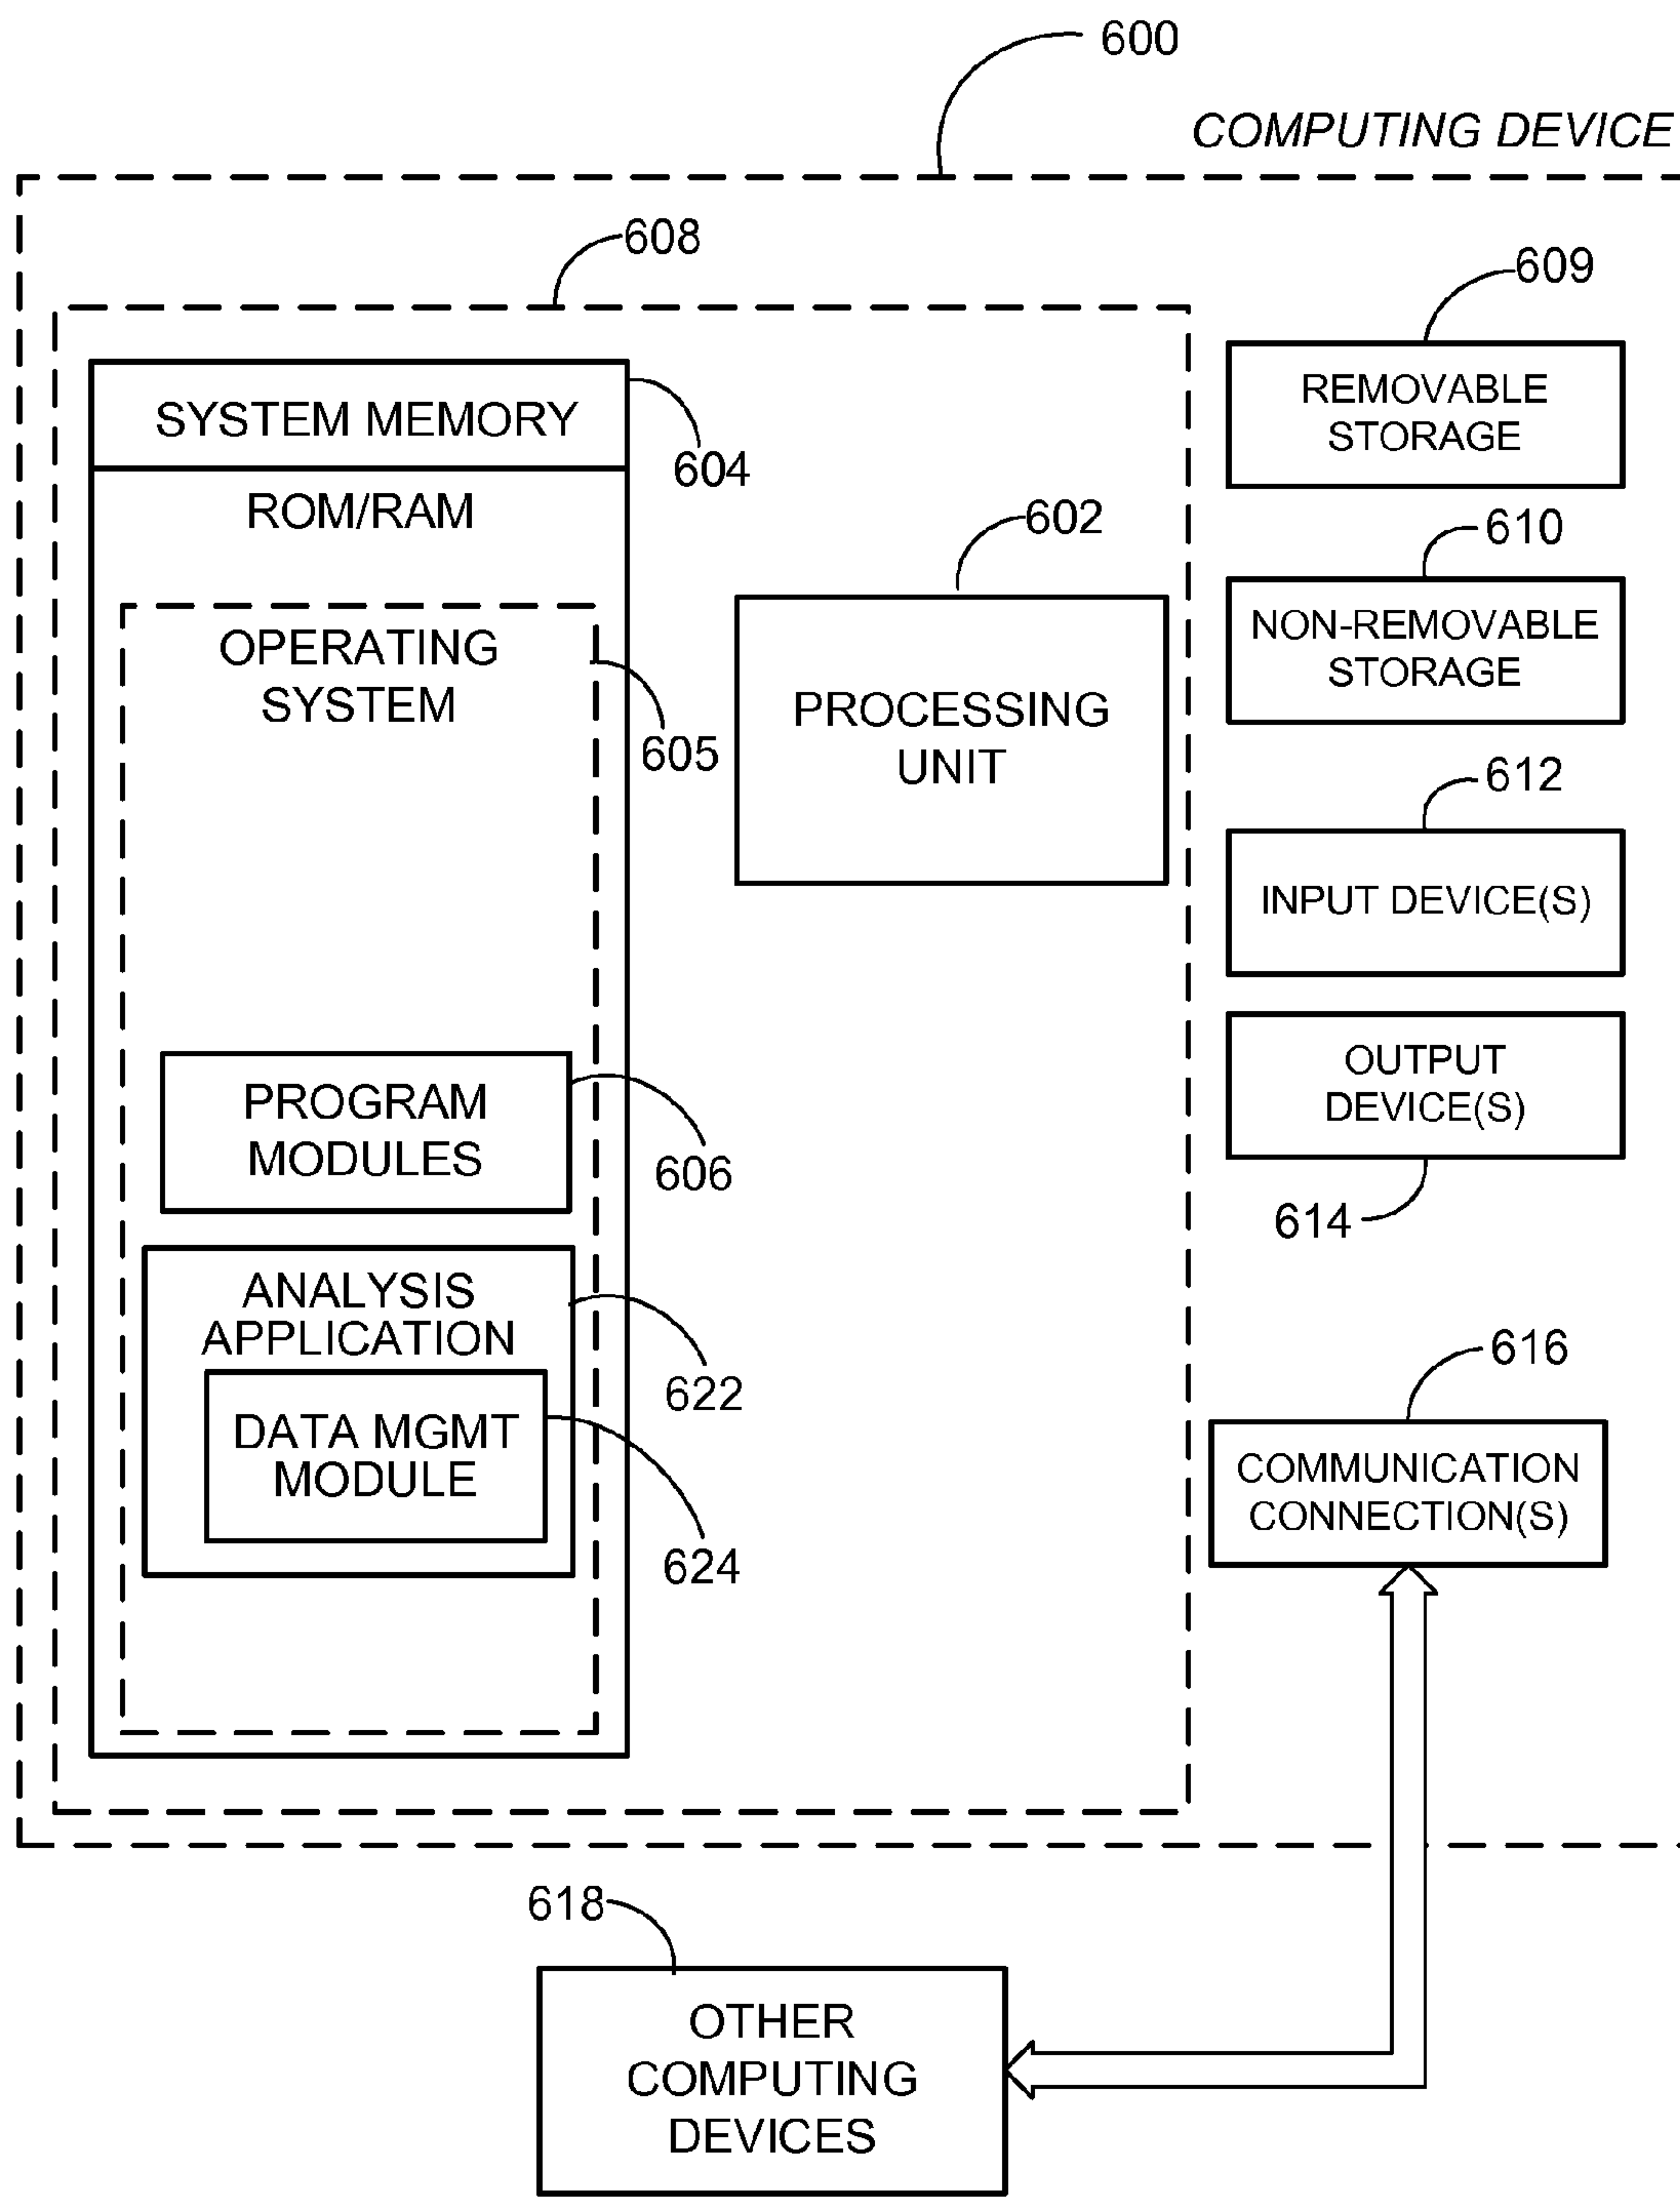 600
COMPUTING DEVICE
608
609
SYSTEM MEMORY
604
REMOVABLE
STORAGE
ROM/RAM
602
610
OPERATING
SYSTEM
605
PROCESSING
UNIT
NON-REMOVABLE
STORAGE
612
INPUT DEVICE(S)
OUTPUT
DEVICE(S)
614
PROGRAM
MODULES
606
ANALYSIS
APPLICATION
622
DATA MGMT
MODULE
624
616
COMMUNICATION
CONNECTION(S)
618
OTHER
COMPUTING
DEVICES